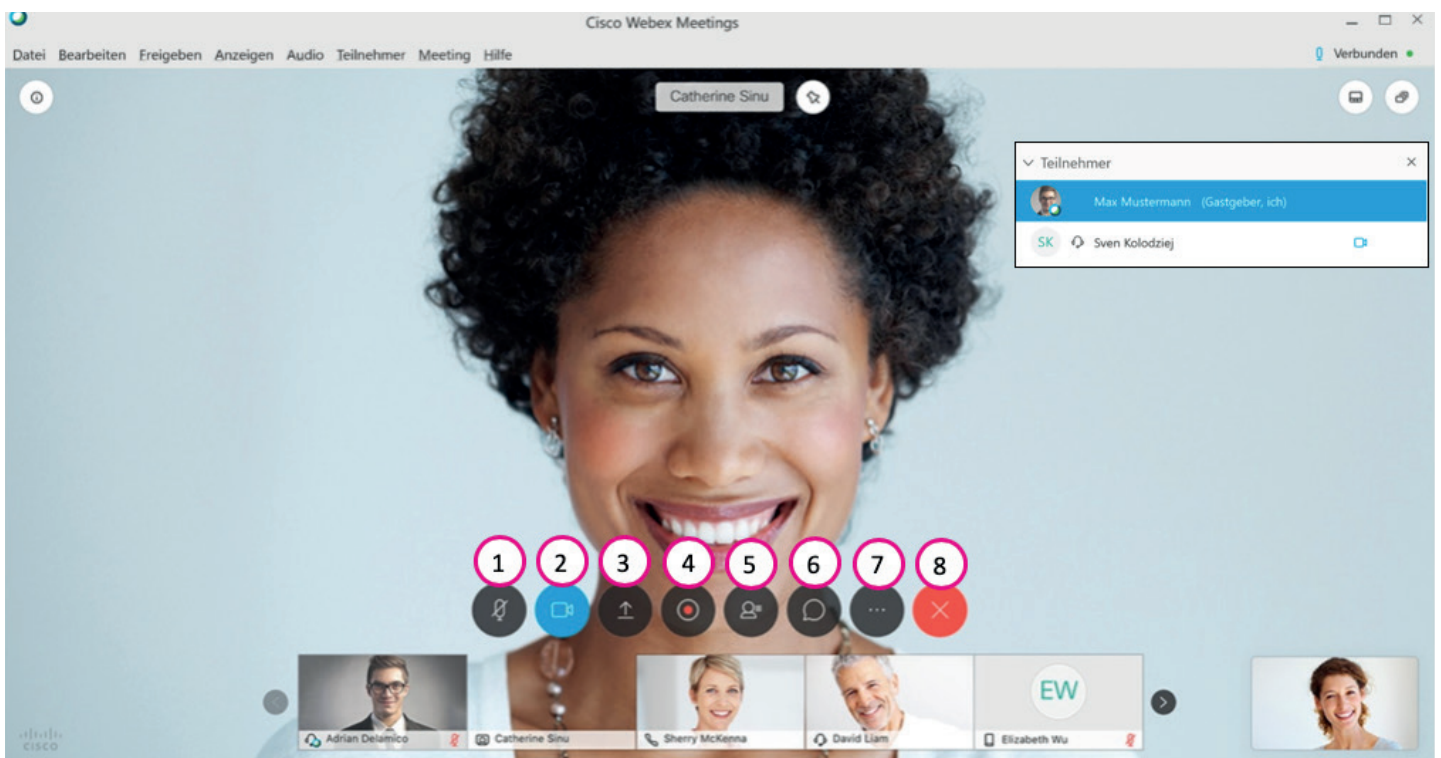 Cisco Webex Meetings
Datei Bearbeiten Freigeben Anzeigen Audio Teilnehmer Meeting Hilfe
Verbunden
Catherine Sinu
Teilnehmer
Max Mustermann (Gastgeber, ich)
SK Sven Kolodziej
1 2 3 4 5 6 7 8
EW
Adrian Delamico Catherine Sinu Sherry McKenna David Liam Elizabeth Wu
CISCO